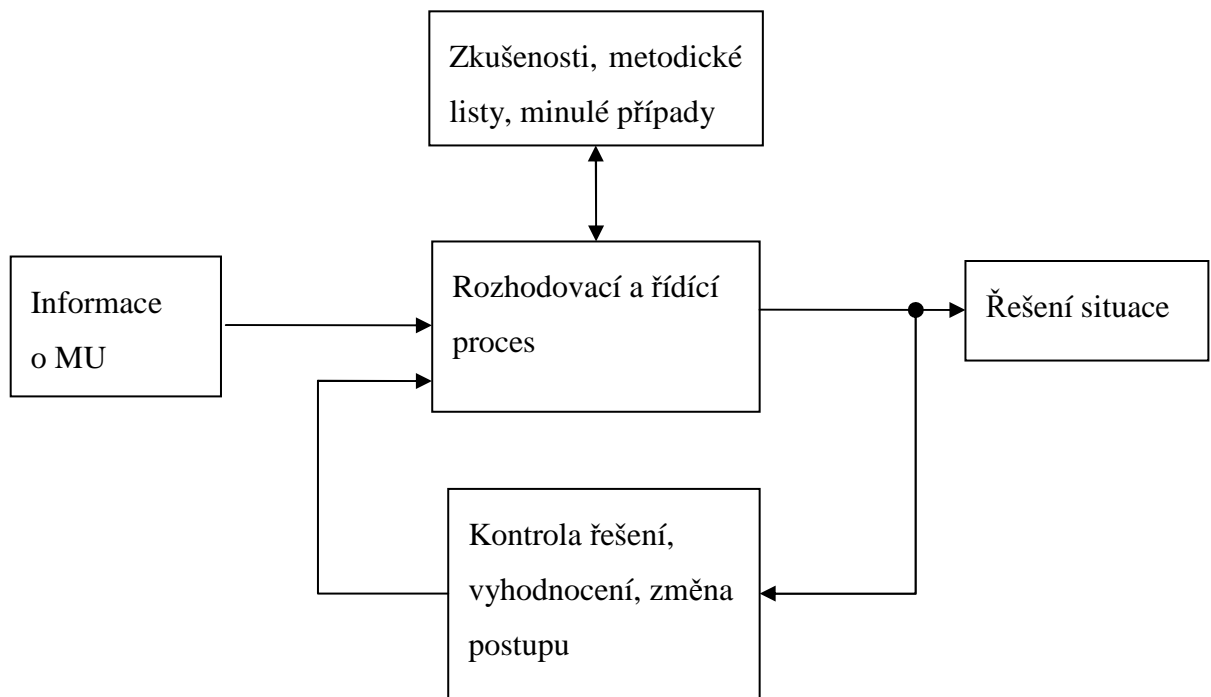 Zkušenosti, metodické
listy, minulé případy
Informace
o MU
Rozhodovací a řídící
proces
Řešení situace
Kontrola řešení,
vyhodnocení, změna
postupu